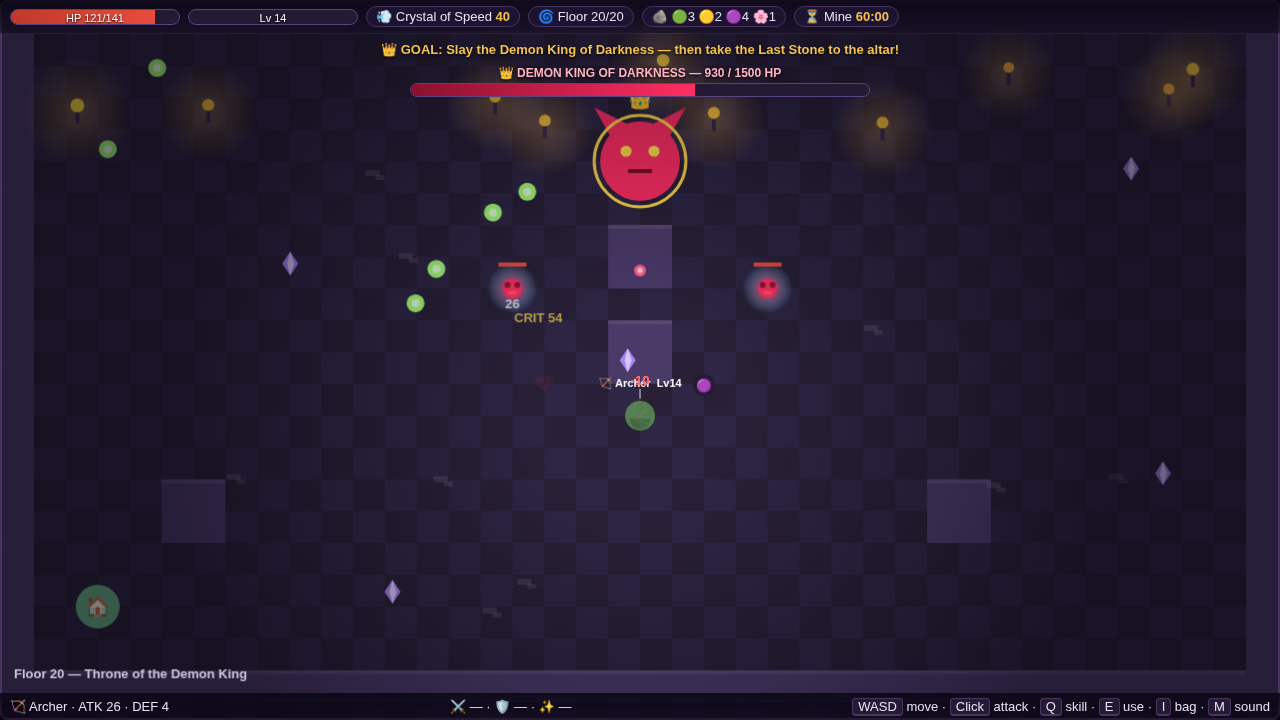 HP 121/141
Lv 14
Crystal of Speed 40
Floor 20/20
3 2 4 1
Mine 60:00
GOAL: Slay the Demon King of Darkness — then take the Last Stone to the altar!
DEMON KING OF DARKNESS — 930 / 1500 HP
26
CRIT 54
Archer Lv14
-10
Floor 20 — Throne of the Demon King
Archer · ATK 26 · DEF 4
— · — · —
WASD move · Click attack · Q skill · E use · I bag · M sound